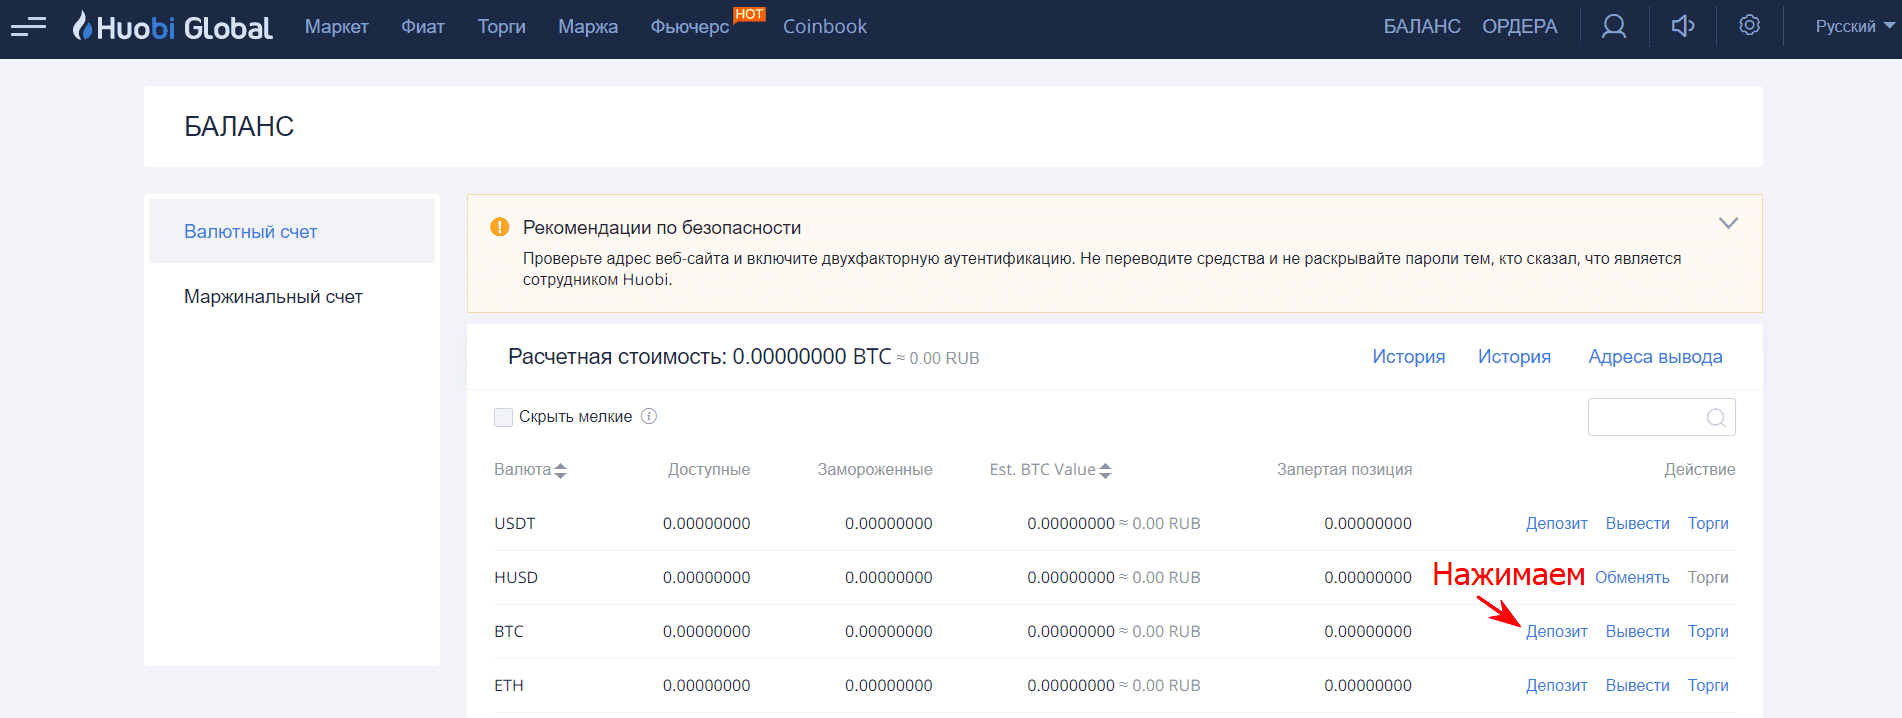 Huobi Global Маркет Фиат Торги Маржа Фьючерс HOT Coinbook БАЛАНС ОРДЕРА Русский
БАЛАНС
Валютный счет
Маржинальный счет
Рекомендации по безопасности
Проверьте адрес веб-сайта и включите двухфакторную аутентификацию. Не переводите средства и не раскрывайте пароли тем, кто сказал, что является
сотрудником Huobi.
Расчетная стоимость: 0.00000000 BTC ≈ 0.00 RUB История История Адреса вывода
Скрыть мелкие
Валюта Доступные Замороженные Est. BTC Value Запертая позиция Действие
USDT 0.00000000 0.00000000 0.00000000 ≈ 0.00 RUB 0.00000000 Депозит Вывести Торги
HUSD 0.00000000 0.00000000 0.00000000 ≈ 0.00 RUB 0.00000000 Нажимаем Обменять Торги
BTC 0.00000000 0.00000000 0.00000000 ≈ 0.00 RUB 0.00000000 Депозит Вывести Торги
ETH 0.00000000 0.00000000 0.00000000 ≈ 0.00 RUB 0.00000000 Депозит Вывести Торги